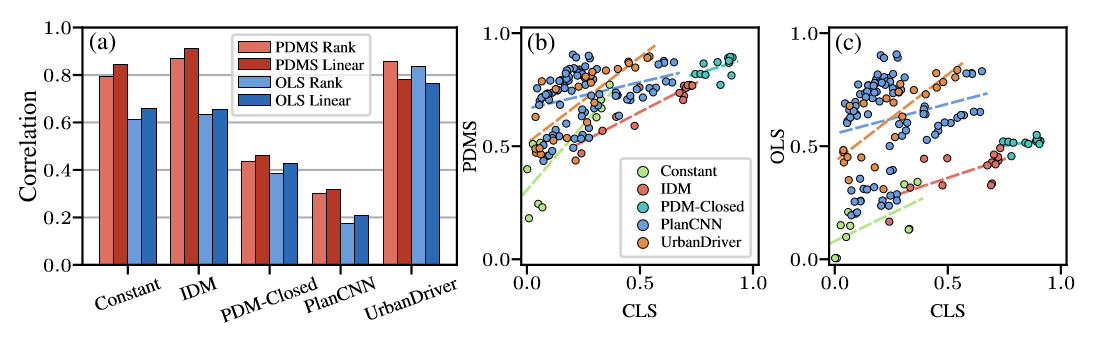 (a)
PDMS Rank
PDMS Linear
OLS Rank
OLS Linear
Correlation
1.0
0.8
0.6
0.4
0.2
0.0
Constant
IDM
PDM-Closed
PlanCNN
UrbanDriver
(b)
PDMS
1.0
0.5
0.0
0.0
0.5
1.0
CLS
Constant
IDM
PDM-Closed
PlanCNN
UrbanDriver
(c)
OLS
1.0
0.5
0.0
0.0
0.5
1.0
CLS